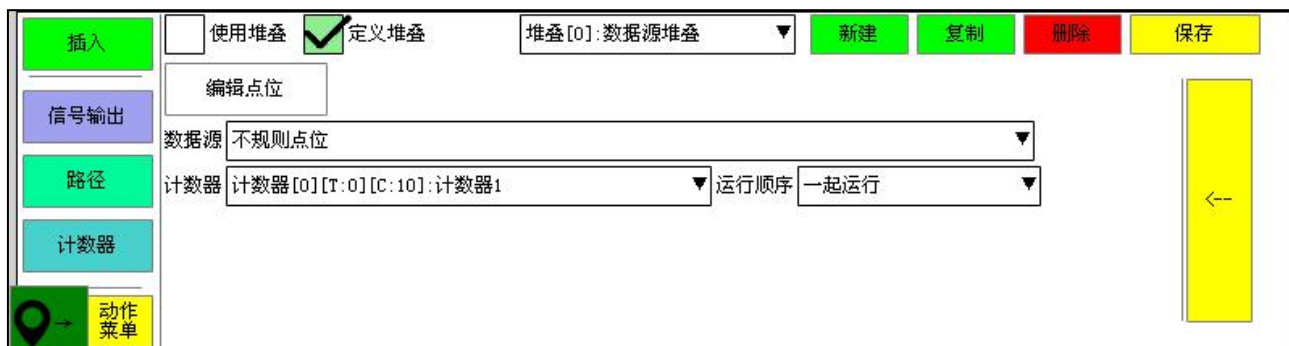 插入 使用堆叠 定义堆叠 堆叠[0]:数据源堆叠 ▼ 新建 复制 删除 保存
编辑点位
信号输出
数据源 不规则点位 ▼
路径 计数器 计数器[0][T:0][C:10]:计数器1 ▼ 运行顺序 一起运行 ▼
<--
计数器
→ 动作
菜单